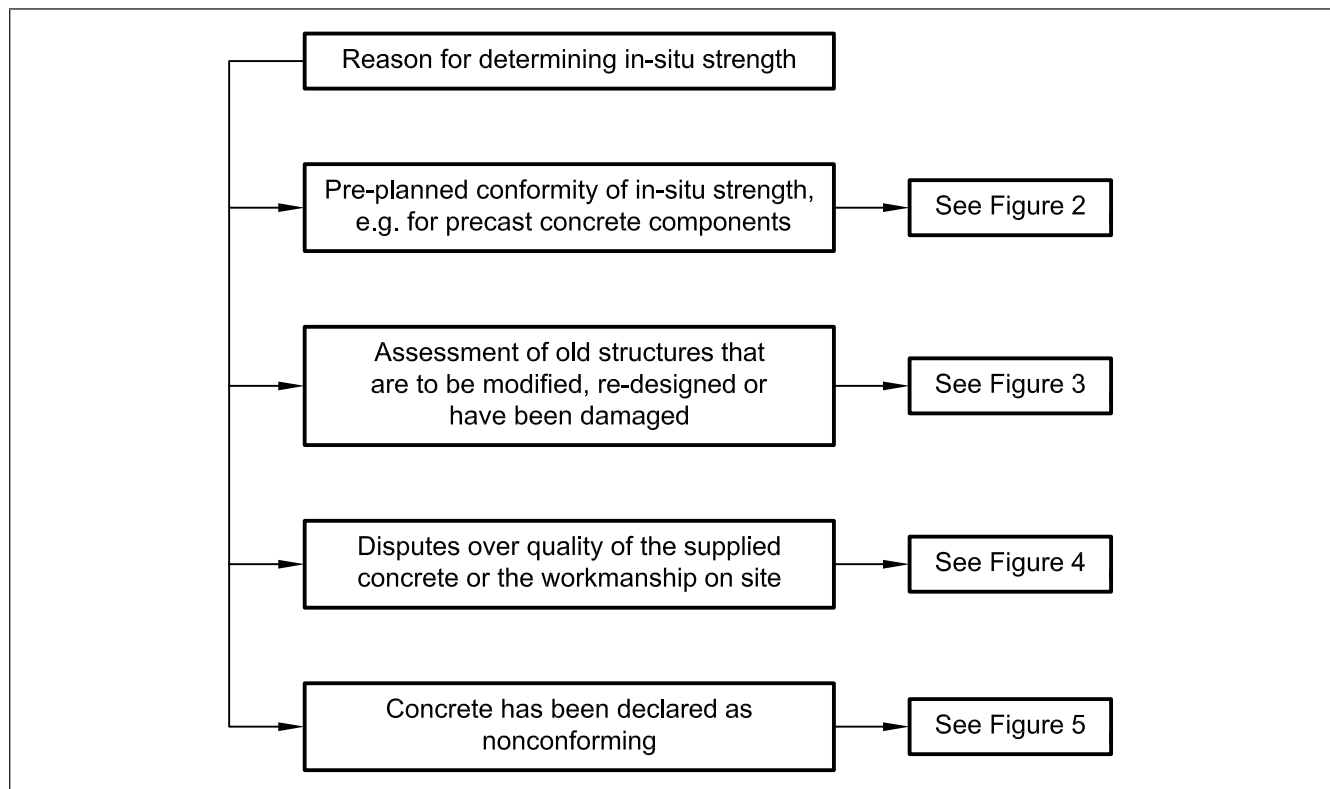 Reason for determining in-situ strength
Pre-planned conformity of in-situ strength,
e.g. for precast concrete components
See Figure 2
Assessment of old structures that
are to be modified, re-designed or
have been damaged
See Figure 3
Disputes over quality of the supplied
concrete or the workmanship on site
See Figure 4
Concrete has been declared as
nonconforming
See Figure 5